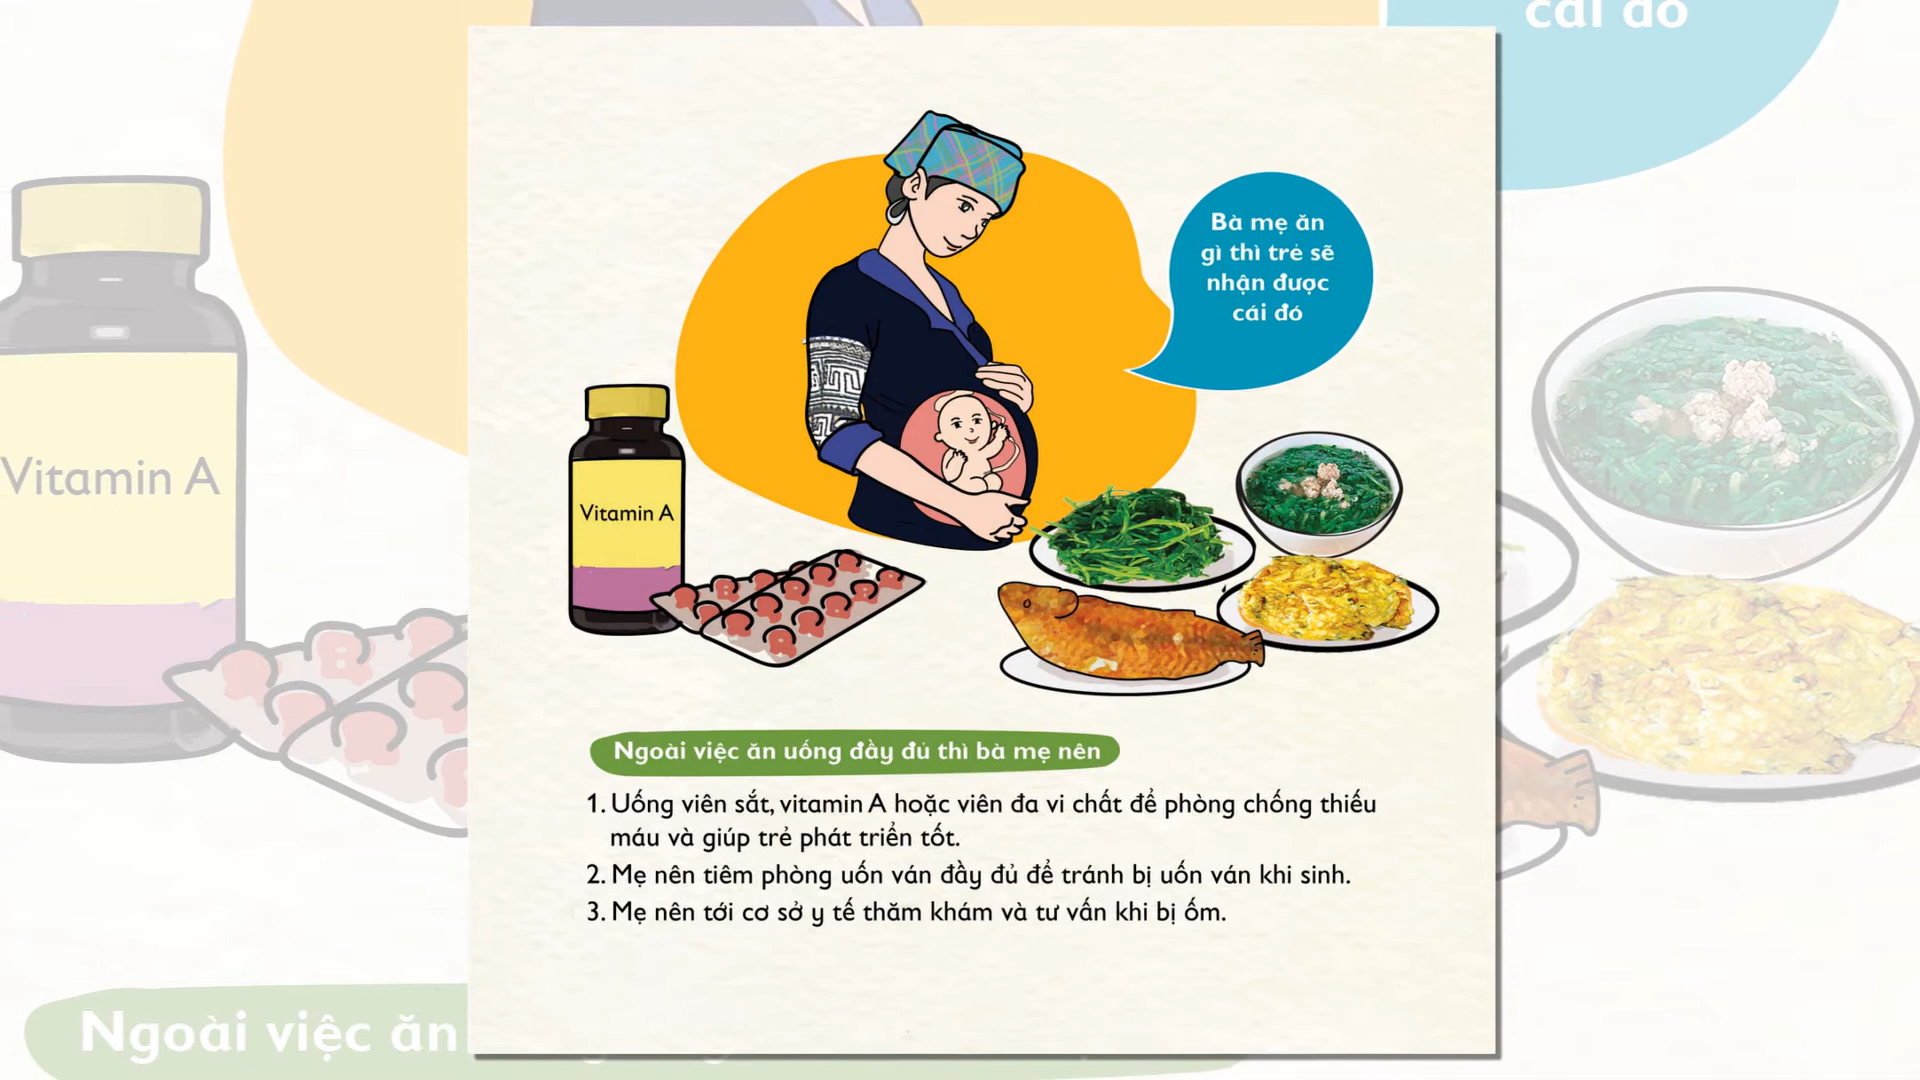 cái đó
Bà mẹ ăn
gì thì trẻ sẽ
nhận được
cái đó
Vitamin A
Vitamin A
Ngoài việc ăn uống đầy đủ thì bà mẹ nên
1. Uống viên sắt, vitamin A hoặc viên đa vi chất để phòng chống thiếu
máu và giúp trẻ phát triển tốt.
2. Mẹ nên tiêm phòng uốn ván đầy đủ để tránh bị uốn ván khi sinh.
3. Mẹ nên tới cơ sở y tế thăm khám và tư vấn khi bị ốm.
Ngoài việc ăn